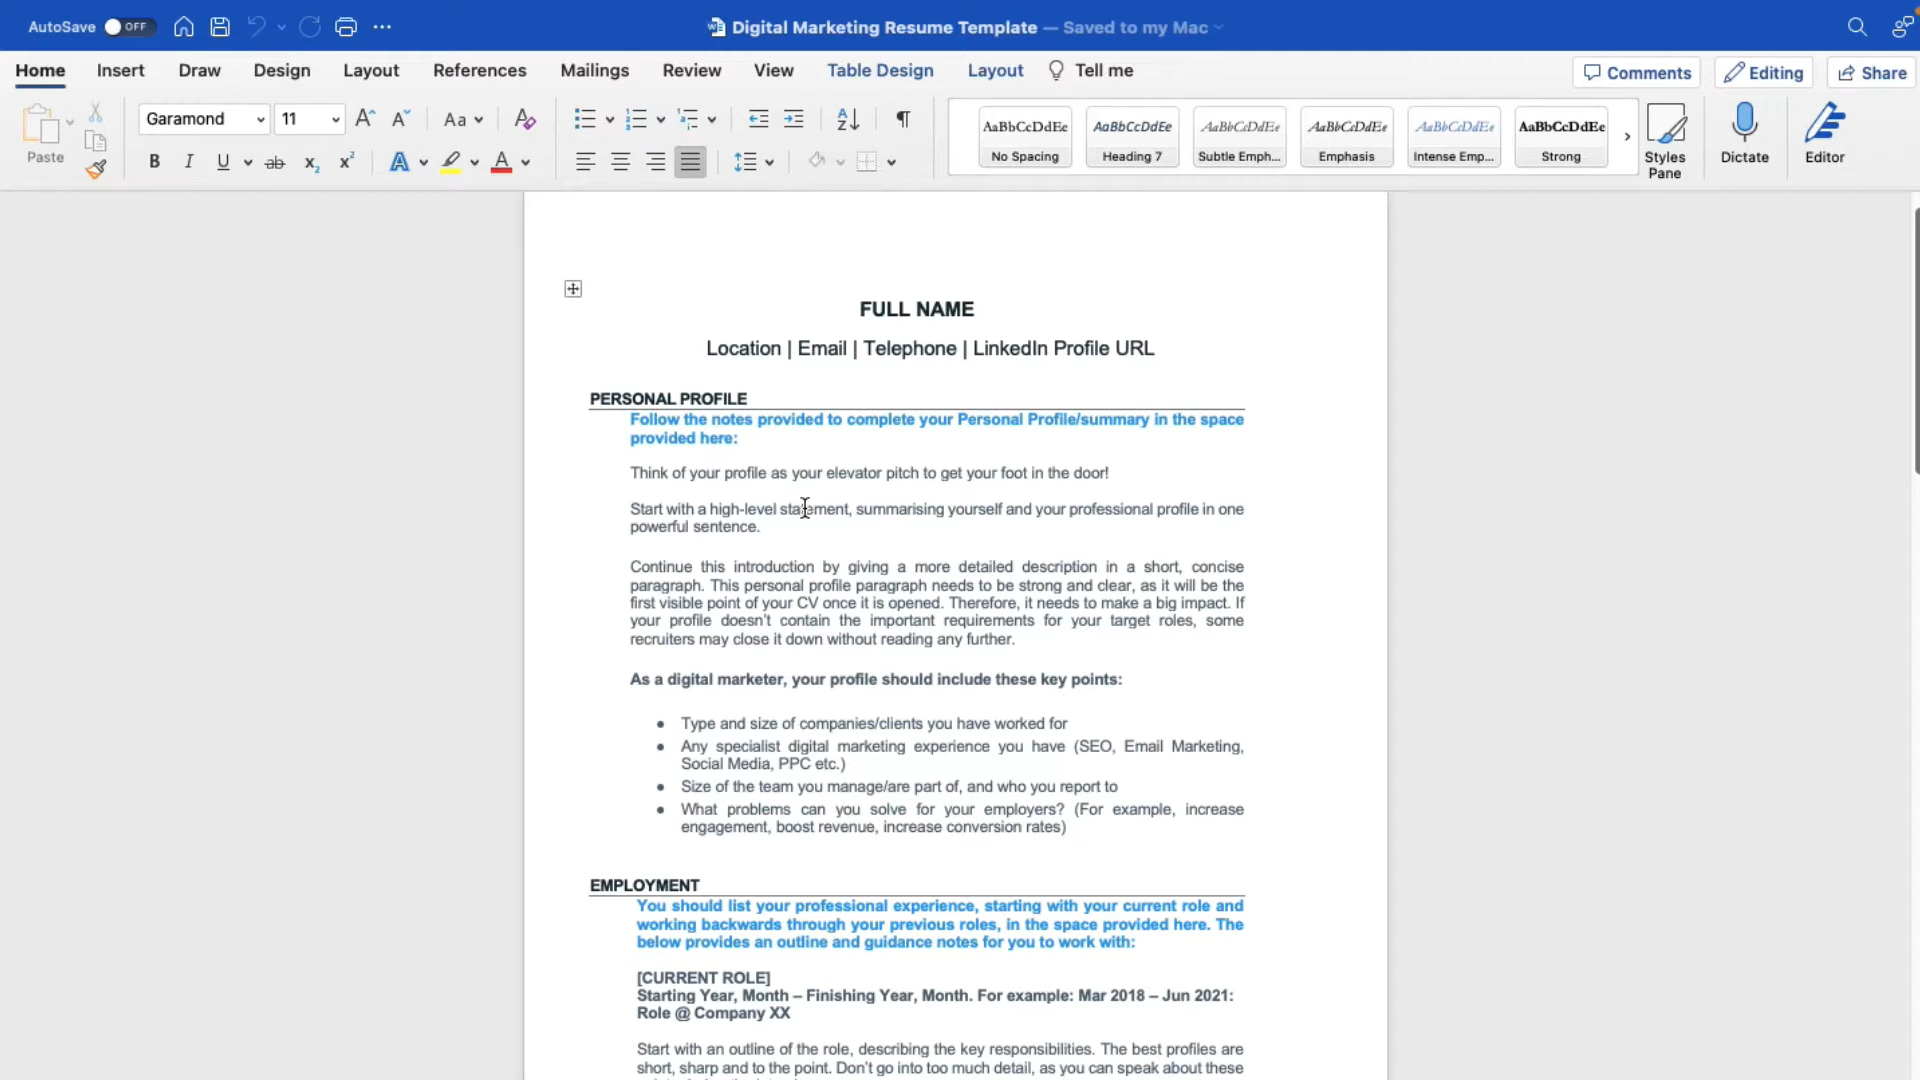 AutoSave OFF Digital Marketing Resume Template — Saved to my Mac
Home Insert Draw Design Layout References Mailings Review View Table Design Layout Tell me Comments Editing Share
Paste Garamond 11 Aa AaBbCcDdEe AaBbCcDdEe AaBbCcDdEe AaBbCcDdEe AaBbCcDdEe AaBbCcDdEe
No Spacing Heading 7 Subtle Emph... Emphasis Intense Emp... Strong Styles Pane Dictate Editor
FULL NAME
Location | Email | Telephone | LinkedIn Profile URL
PERSONAL PROFILE
Follow the notes provided to complete your Personal Profile/summary in the space
provided here:
Think of your profile as your elevator pitch to get your foot in the door!
Start with a high-level statement, summarising yourself and your professional profile in one
powerful sentence.
Continue this introduction by giving a more detailed description in a short, concise
paragraph. This personal profile paragraph needs to be strong and clear, as it will be the
first visible point of your CV once it is opened. Therefore, it needs to make a big impact. If
your profile doesn't contain the important requirements for your target roles, some
recruiters may close it down without reading any further.
As a digital marketer, your profile should include these key points:
● Type and size of companies/clients you have worked for
● Any specialist digital marketing experience you have (SEO, Email Marketing,
Social Media, PPC etc.)
● Size of the team you manage/are part of, and who you report to
● What problems can you solve for your employers? (For example, increase
engagement, boost revenue, increase conversion rates)
EMPLOYMENT
You should list your professional experience, starting with your current role and
working backwards through your previous roles, in the space provided here. The
below provides an outline and guidance notes for you to work with:
[CURRENT ROLE]
Starting Year, Month – Finishing Year, Month. For example: Mar 2018 – Jun 2021:
Role @ Company XX
Start with an outline of the role, describing the key responsibilities. The best profiles are
short, sharp and to the point. Don't go into too much detail, as you can speak about these